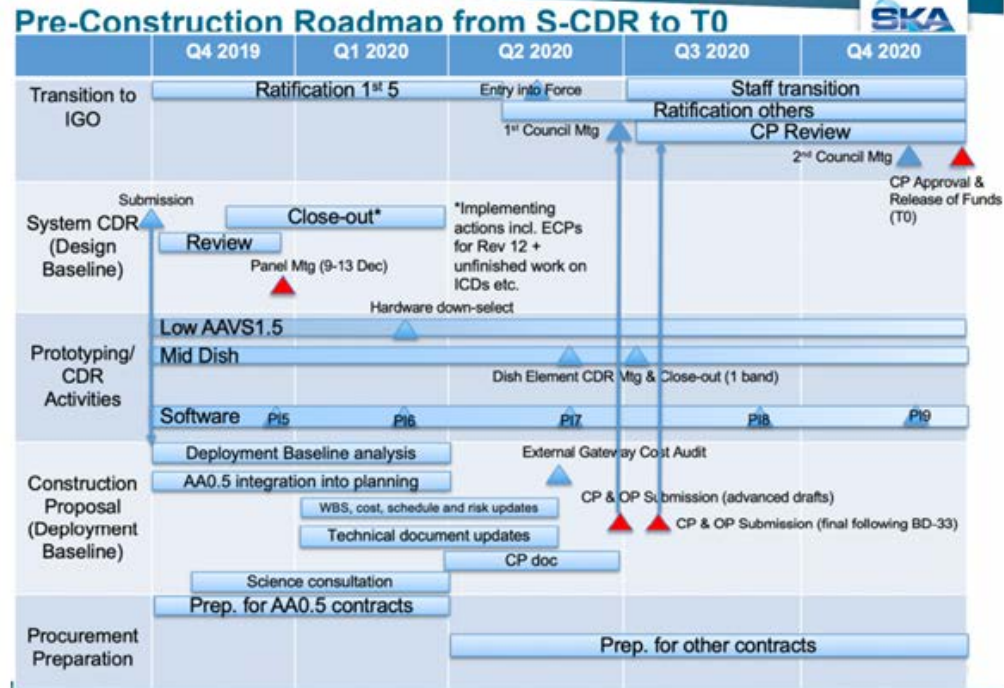 Pre-Construction Roadmap from S-CDR to T0
SKA
Q4 2019
Q1 2020
Q2 2020
Q3 2020
Q4 2020
Transition to
IGO
Ratification 1st 5
Entry into Force
Staff transition
Ratification others
1st Council Mtg
CP Review
2nd Council Mtg
CP Approval &
Release of Funds
(T0)
System CDR
(Design
Baseline)
Submission
Close-out*
Review
Panel Mtg (9-13 Dec)
*Implementing
actions incl. ECPs
for Rev 12 +
unfinished work on
ICDs etc.
Prototyping/
CDR
Activities
Hardware down-select
Low AAVS1.5
Mid Dish
Dish Element CDR Mtg & Close-out (1 band)
Software
PI5
PI6
PI7
PI8
PI9
Construction
Proposal
(Deployment
Baseline)
Deployment Baseline analysis
External Gateway Cost Audit
AA0.5 integration into planning
WBS, cost, schedule and risk updates
CP & OP Submission (advanced drafts)
CP & OP Submission (final following BD-33)
Technical document updates
CP doc
Science consultation
Procurement
Preparation
Prep. for AA0.5 contracts
Prep. for other contracts